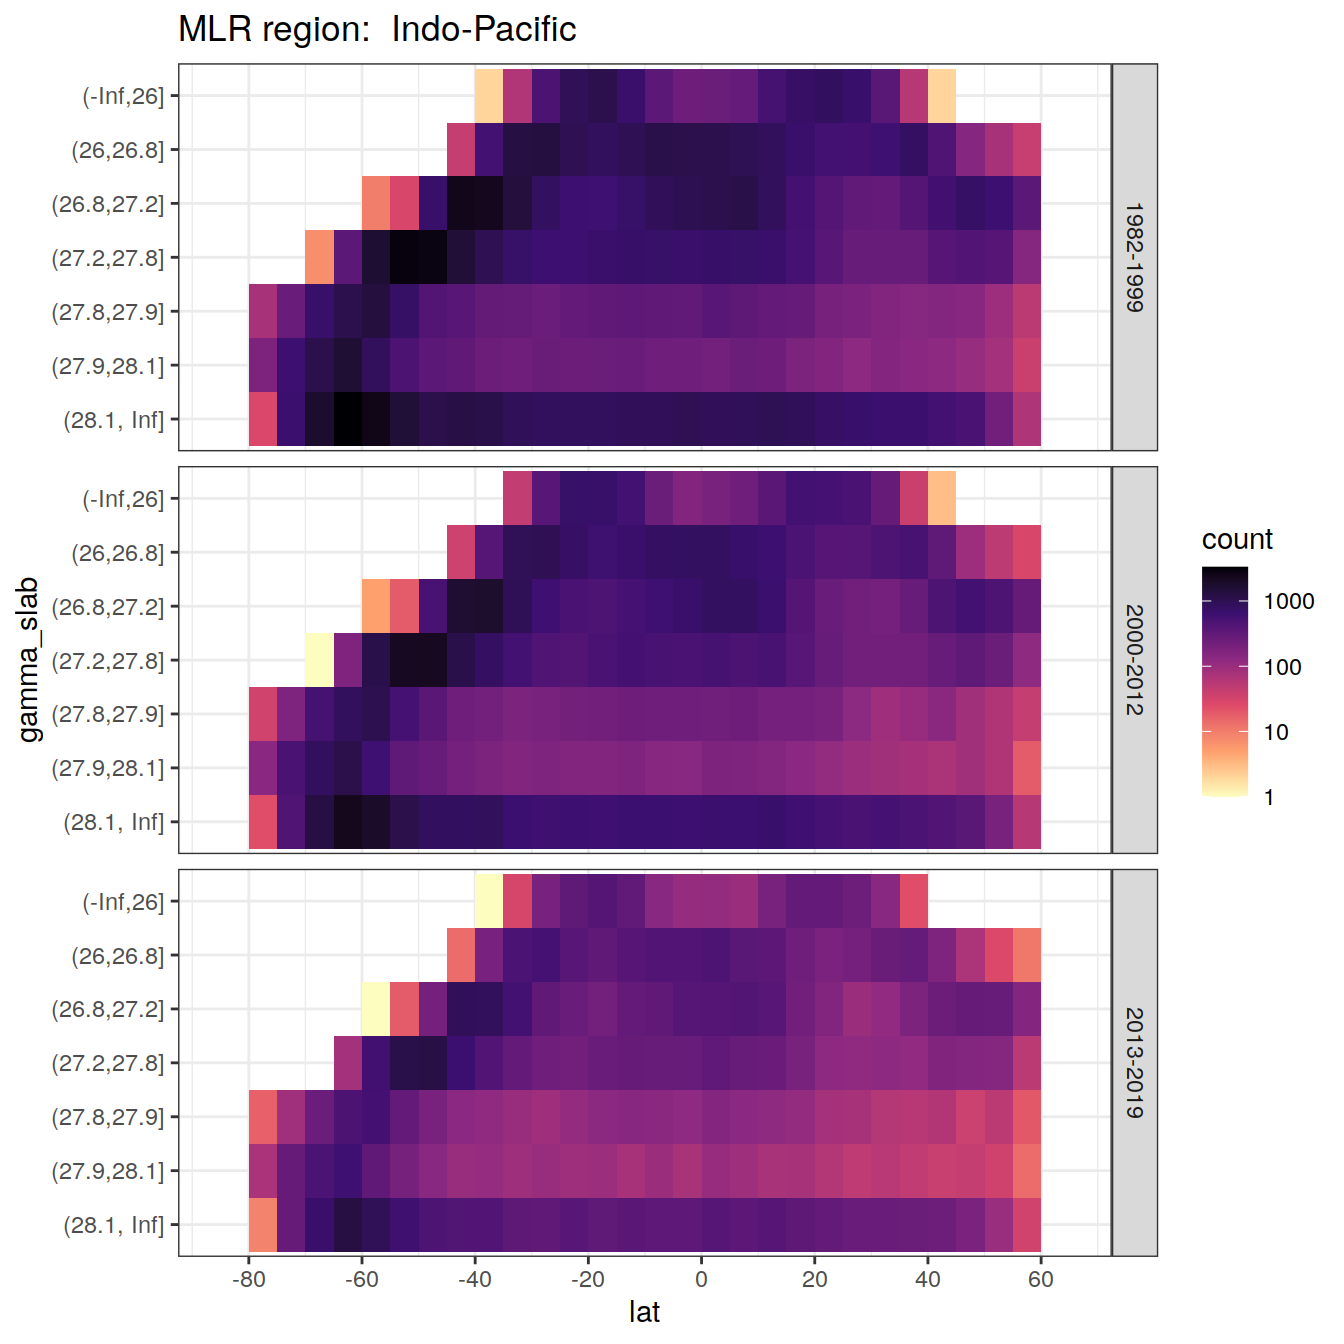 MLR region:  Indo-Pacific
gamma_slab
(-Inf,26]
(26,26.8]
(26.8,27.2]
(27.2,27.8]
(27.8,27.9]
(27.9,28.1]
(28.1, Inf]
1982-1999
(-Inf,26]
(26,26.8]
(26.8,27.2]
(27.2,27.8]
(27.8,27.9]
(27.9,28.1]
(28.1, Inf]
2000-2012
(-Inf,26]
(26,26.8]
(26.8,27.2]
(27.2,27.8]
(27.8,27.9]
(27.9,28.1]
(28.1, Inf]
2013-2019
-80 -60 -40 -20 0 20 40 60
lat
count
1000
100
10
1